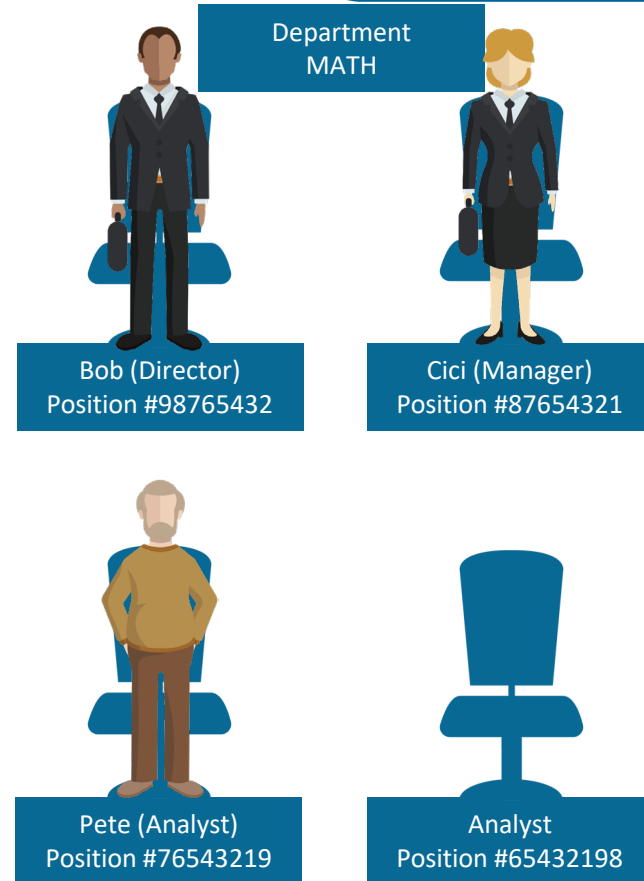 Department
MATH
Bob (Director)
Position #98765432
Cici (Manager)
Position #87654321
Pete (Analyst)
Position #76543219
Analyst
Position #65432198